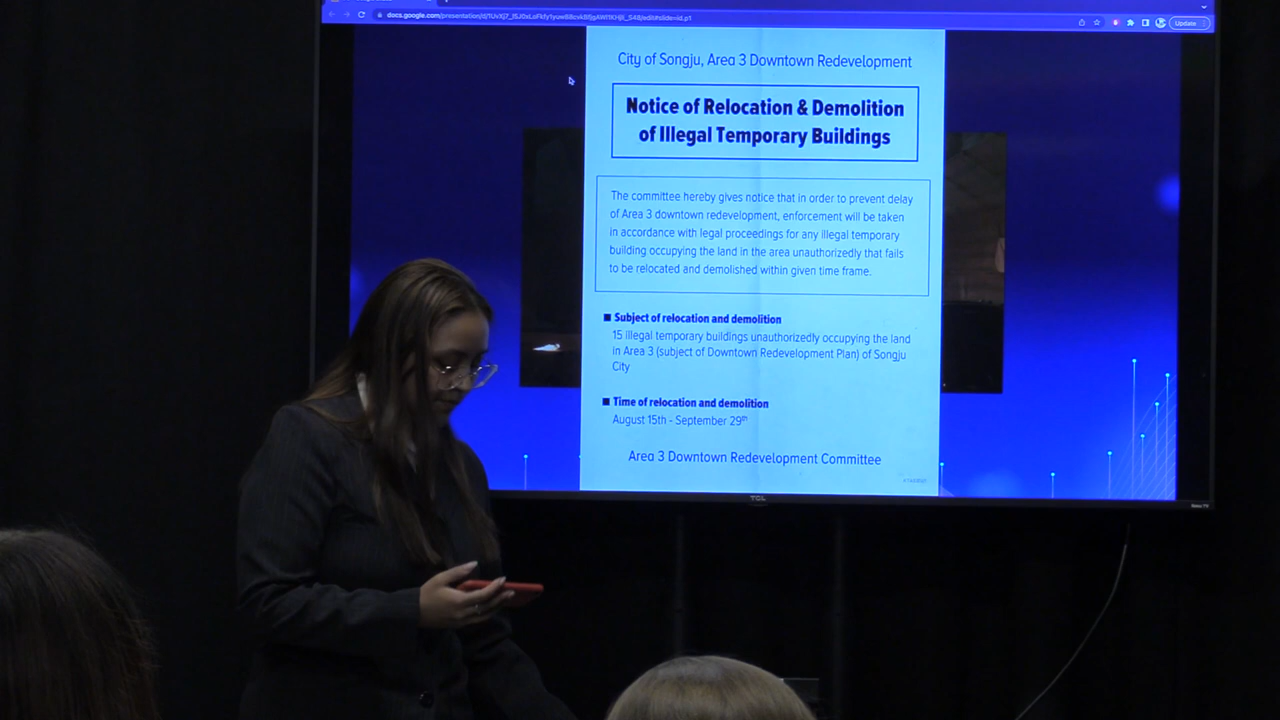 Update
City of Songju, Area 3 Downtown Redevelopment
Notice of Relocation & Demolition
of Illegal Temporary Buildings
The committee hereby gives notice that in order to prevent delay
of Area 3 downtown redevelopment, enforcement will be taken
in accordance with legal proceedings for any illegal temporary
building occupying the land in the area unauthorizedly that fails
to be relocated and demolished within given time frame.
■ Subject of relocation and demolition
15 illegal temporary buildings unauthorizedly occupying the land
in Area 3 (subject of Downtown Redevelopment Plan) of Songju
City
■ Time of relocation and demolition
August 15th - September 29th
Area 3 Downtown Redevelopment Committee
TCL
Roku TV